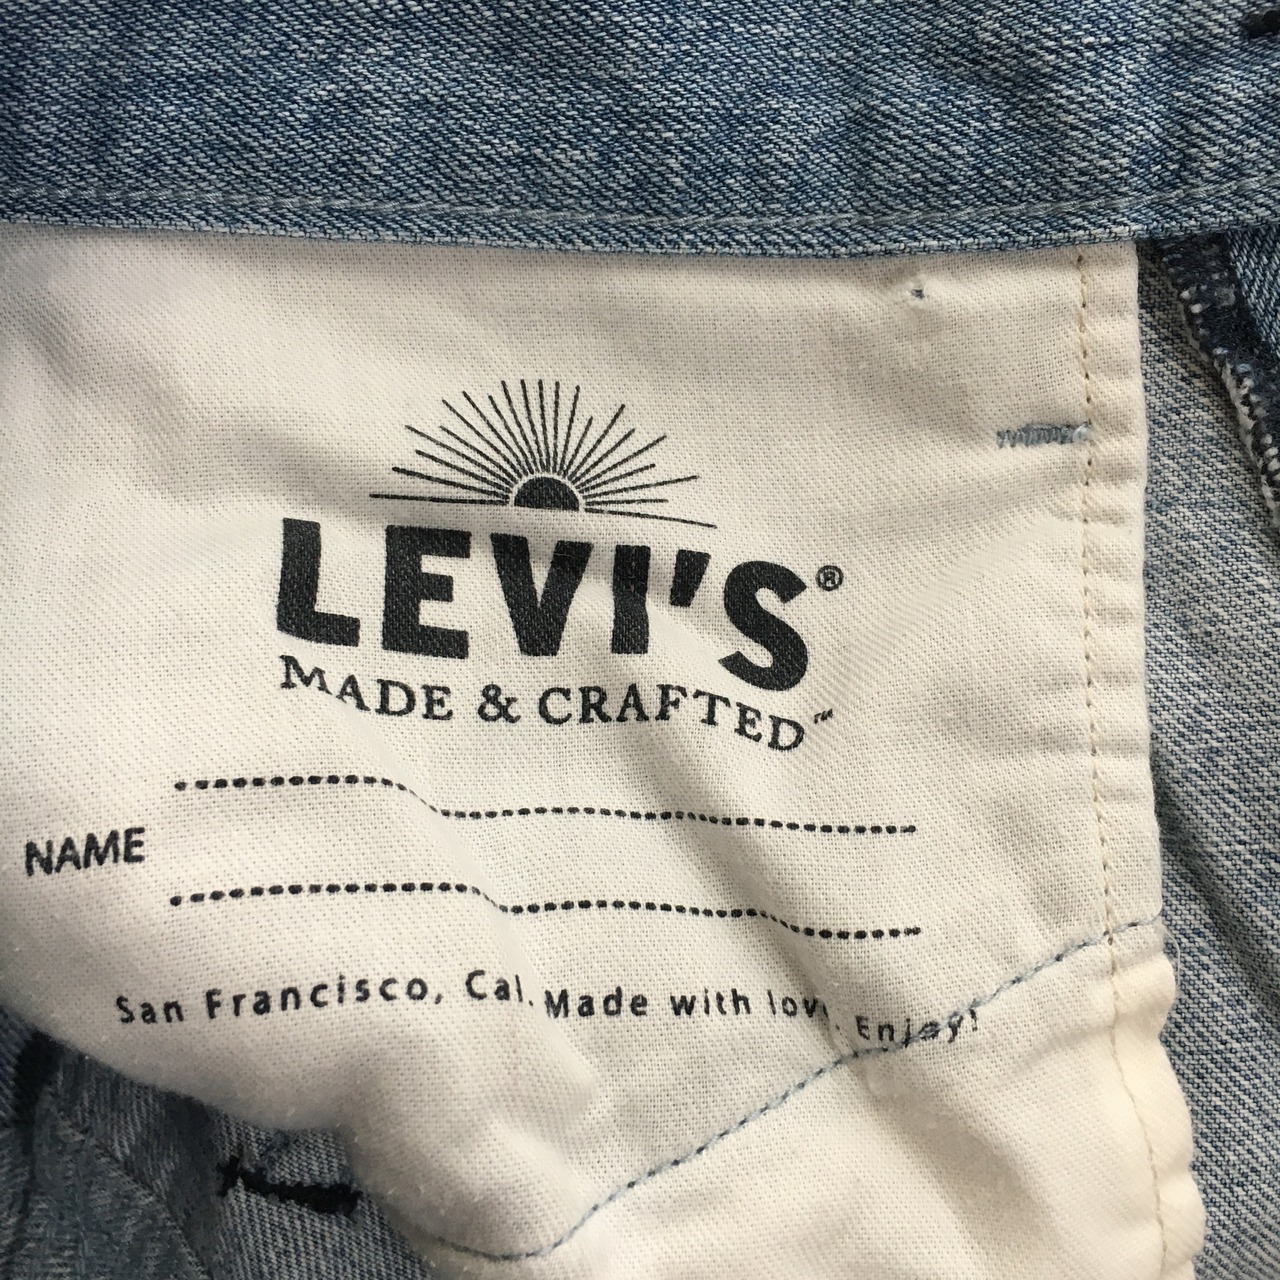 LEVI'S®
MADE & CRAFTED™
NAME
San Francisco, Cal. Made with love. Enjoy!